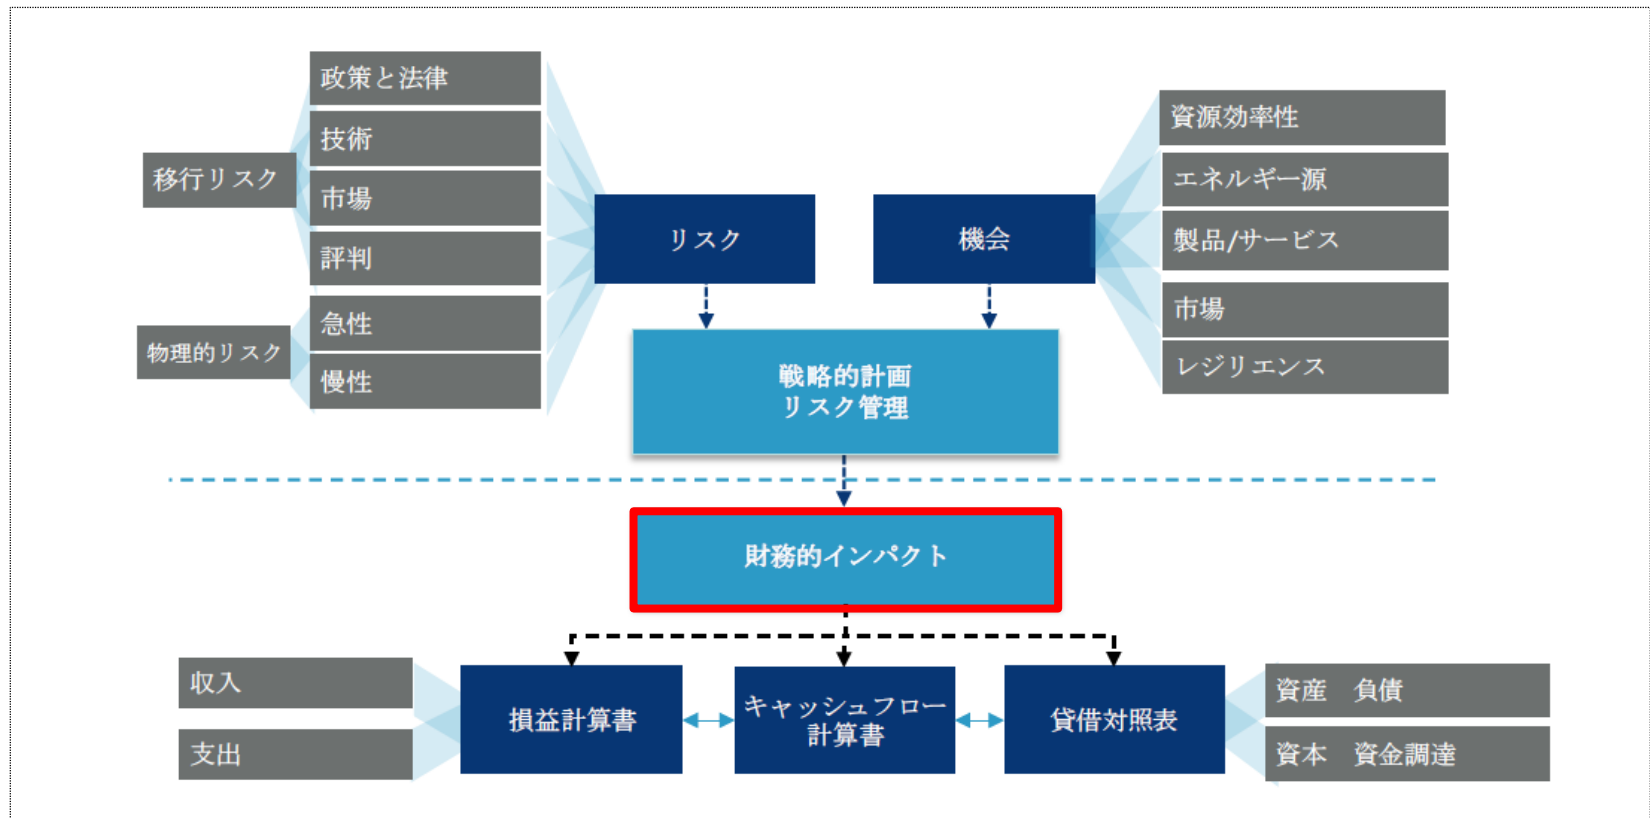 政策と法律
技術
移行リスク
市場
評判
急性
物理的リスク
慢性
リスク
機会
資源効率性
エネルギー源
製品/サービス
市場
レジリエンス
戦略的計画
リスク管理
財務的インパクト
収入
支出
損益計算書
キャッシュフロー
計算書
貸借対照表
資産　負債
資本　資金調達